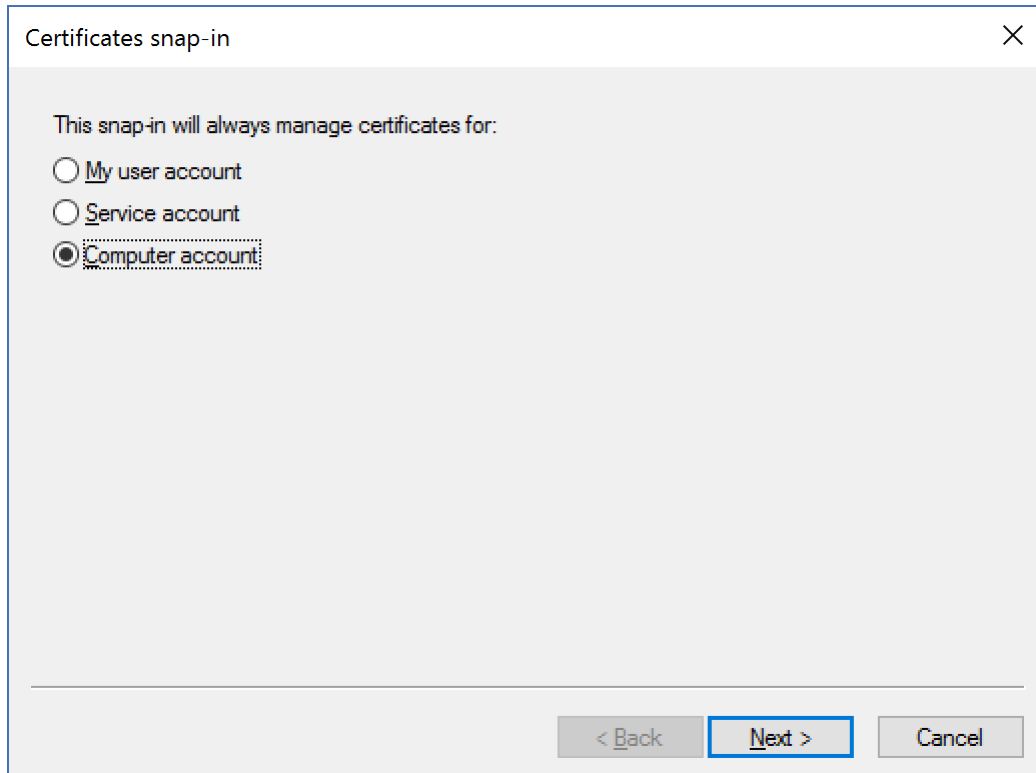 Certificates snap-in
This snap-in will always manage certificates for:
My user account
Service account
Computer account
< Back
Next >
Cancel